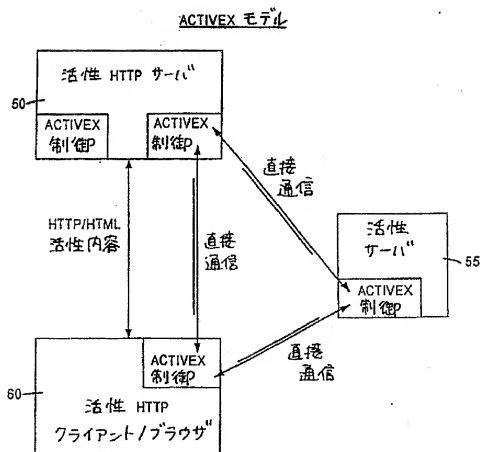 ACTIVEX モデル
活性 HTTP サーバ
50
ACTIVEX
制御
ACTIVEX
制御
直接
通信
HTTP/HTML
活性内容
直接
通信
活性
サーバ
55
ACTIVEX
制御
ACTIVEX
制御
直接
通信
60
活性 HTTP
クライアント/ブラウザ